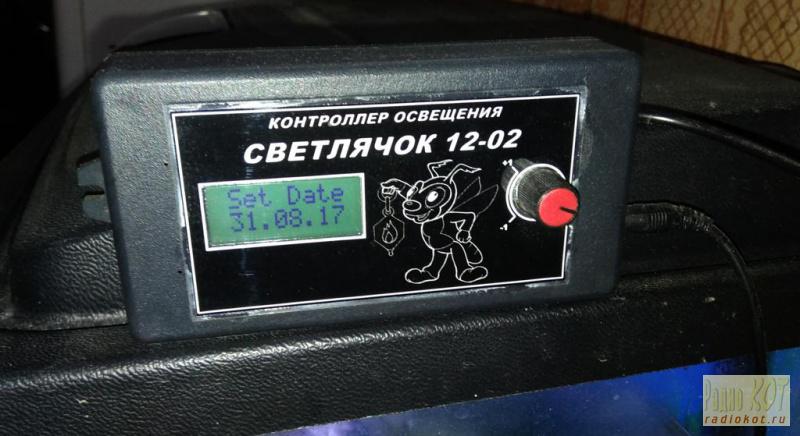 КОНТРОЛЛЕР ОСВЕЩЕНИЯ
СВЕТЛЯЧОК 12-02
Set Date
31.08.17
Радио КОТ
radiokot.ru